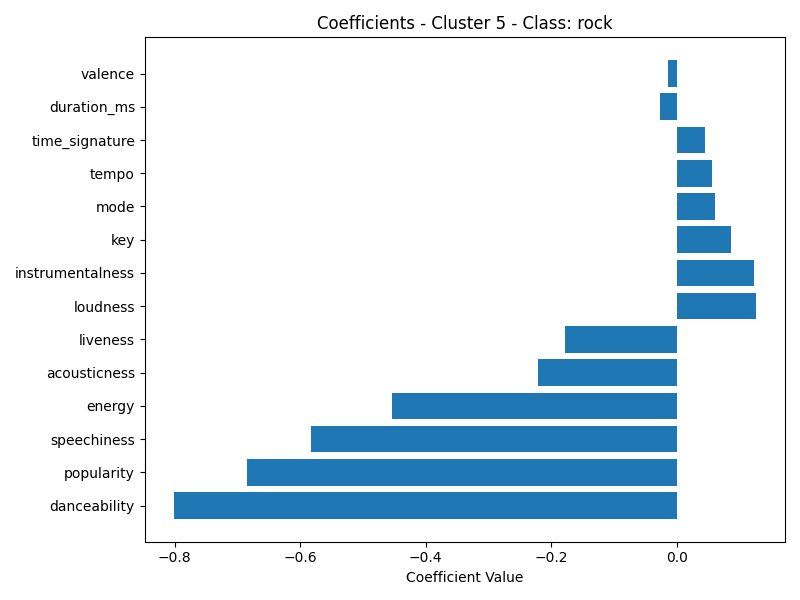 Coefficients - Cluster 5 - Class: rock
valence
duration_ms
time_signature
tempo
mode
key
instrumentalness
loudness
liveness
acousticness
energy
speechiness
popularity
danceability
−0.8 −0.6 −0.4 −0.2 0.0
Coefficient Value